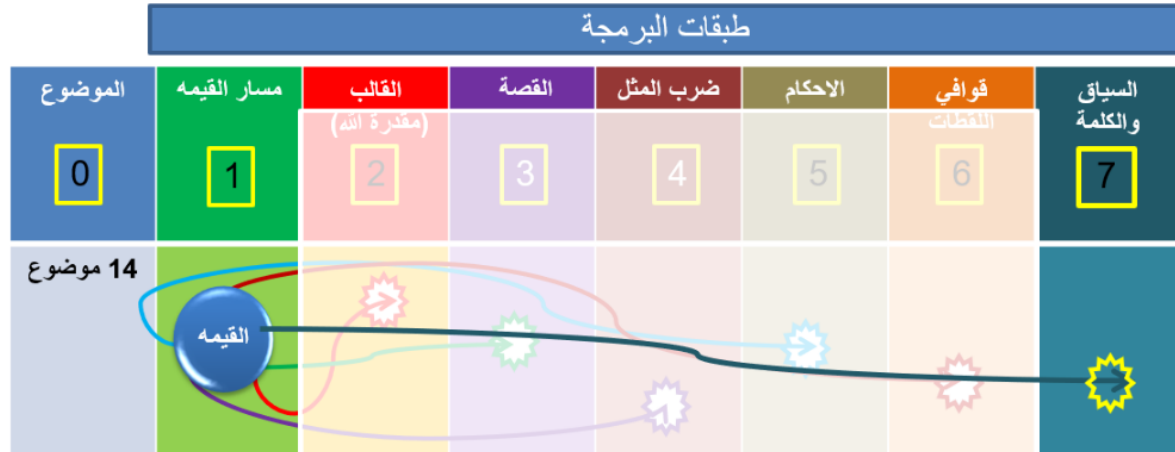 طبقات البرمجة
الموضوع
0
مسار القيمه
1
القالب
(مقدرة الله)
2
القصة
3
ضرب المثل
4
الاحكام
5
قوافي
اللقطات
6
السياق
والكلمة
7
14 موضوع
القيمه